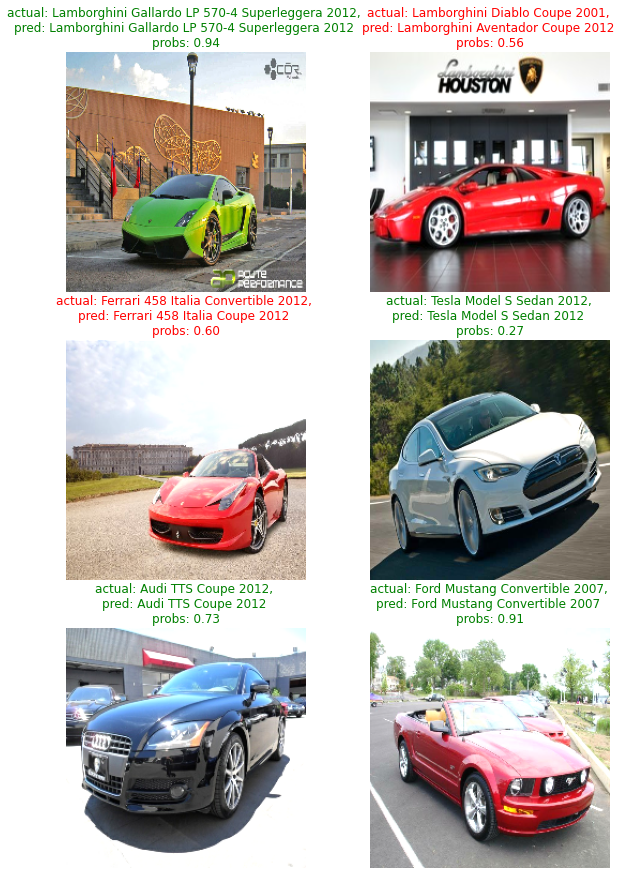 actual: Lamborghini Gallardo LP 570-4 Superleggera 2012,
pred: Lamborghini Gallardo LP 570-4 Superleggera 2012
probs: 0.94
actual: Lamborghini Diablo Coupe 2001,
pred: Lamborghini Aventador Coupe 2012
probs: 0.56
CŌR
Lamborghini
HOUSTON
ACUTE
PERFORMANCE
actual: Ferrari 458 Italia Convertible 2012,
pred: Ferrari 458 Italia Coupe 2012
probs: 0.60
actual: Tesla Model S Sedan 2012,
pred: Tesla Model S Sedan 2012
probs: 0.27
actual: Audi TTS Coupe 2012,
pred: Audi TTS Coupe 2012
probs: 0.73
actual: Ford Mustang Convertible 2007,
pred: Ford Mustang Convertible 2007
probs: 0.91